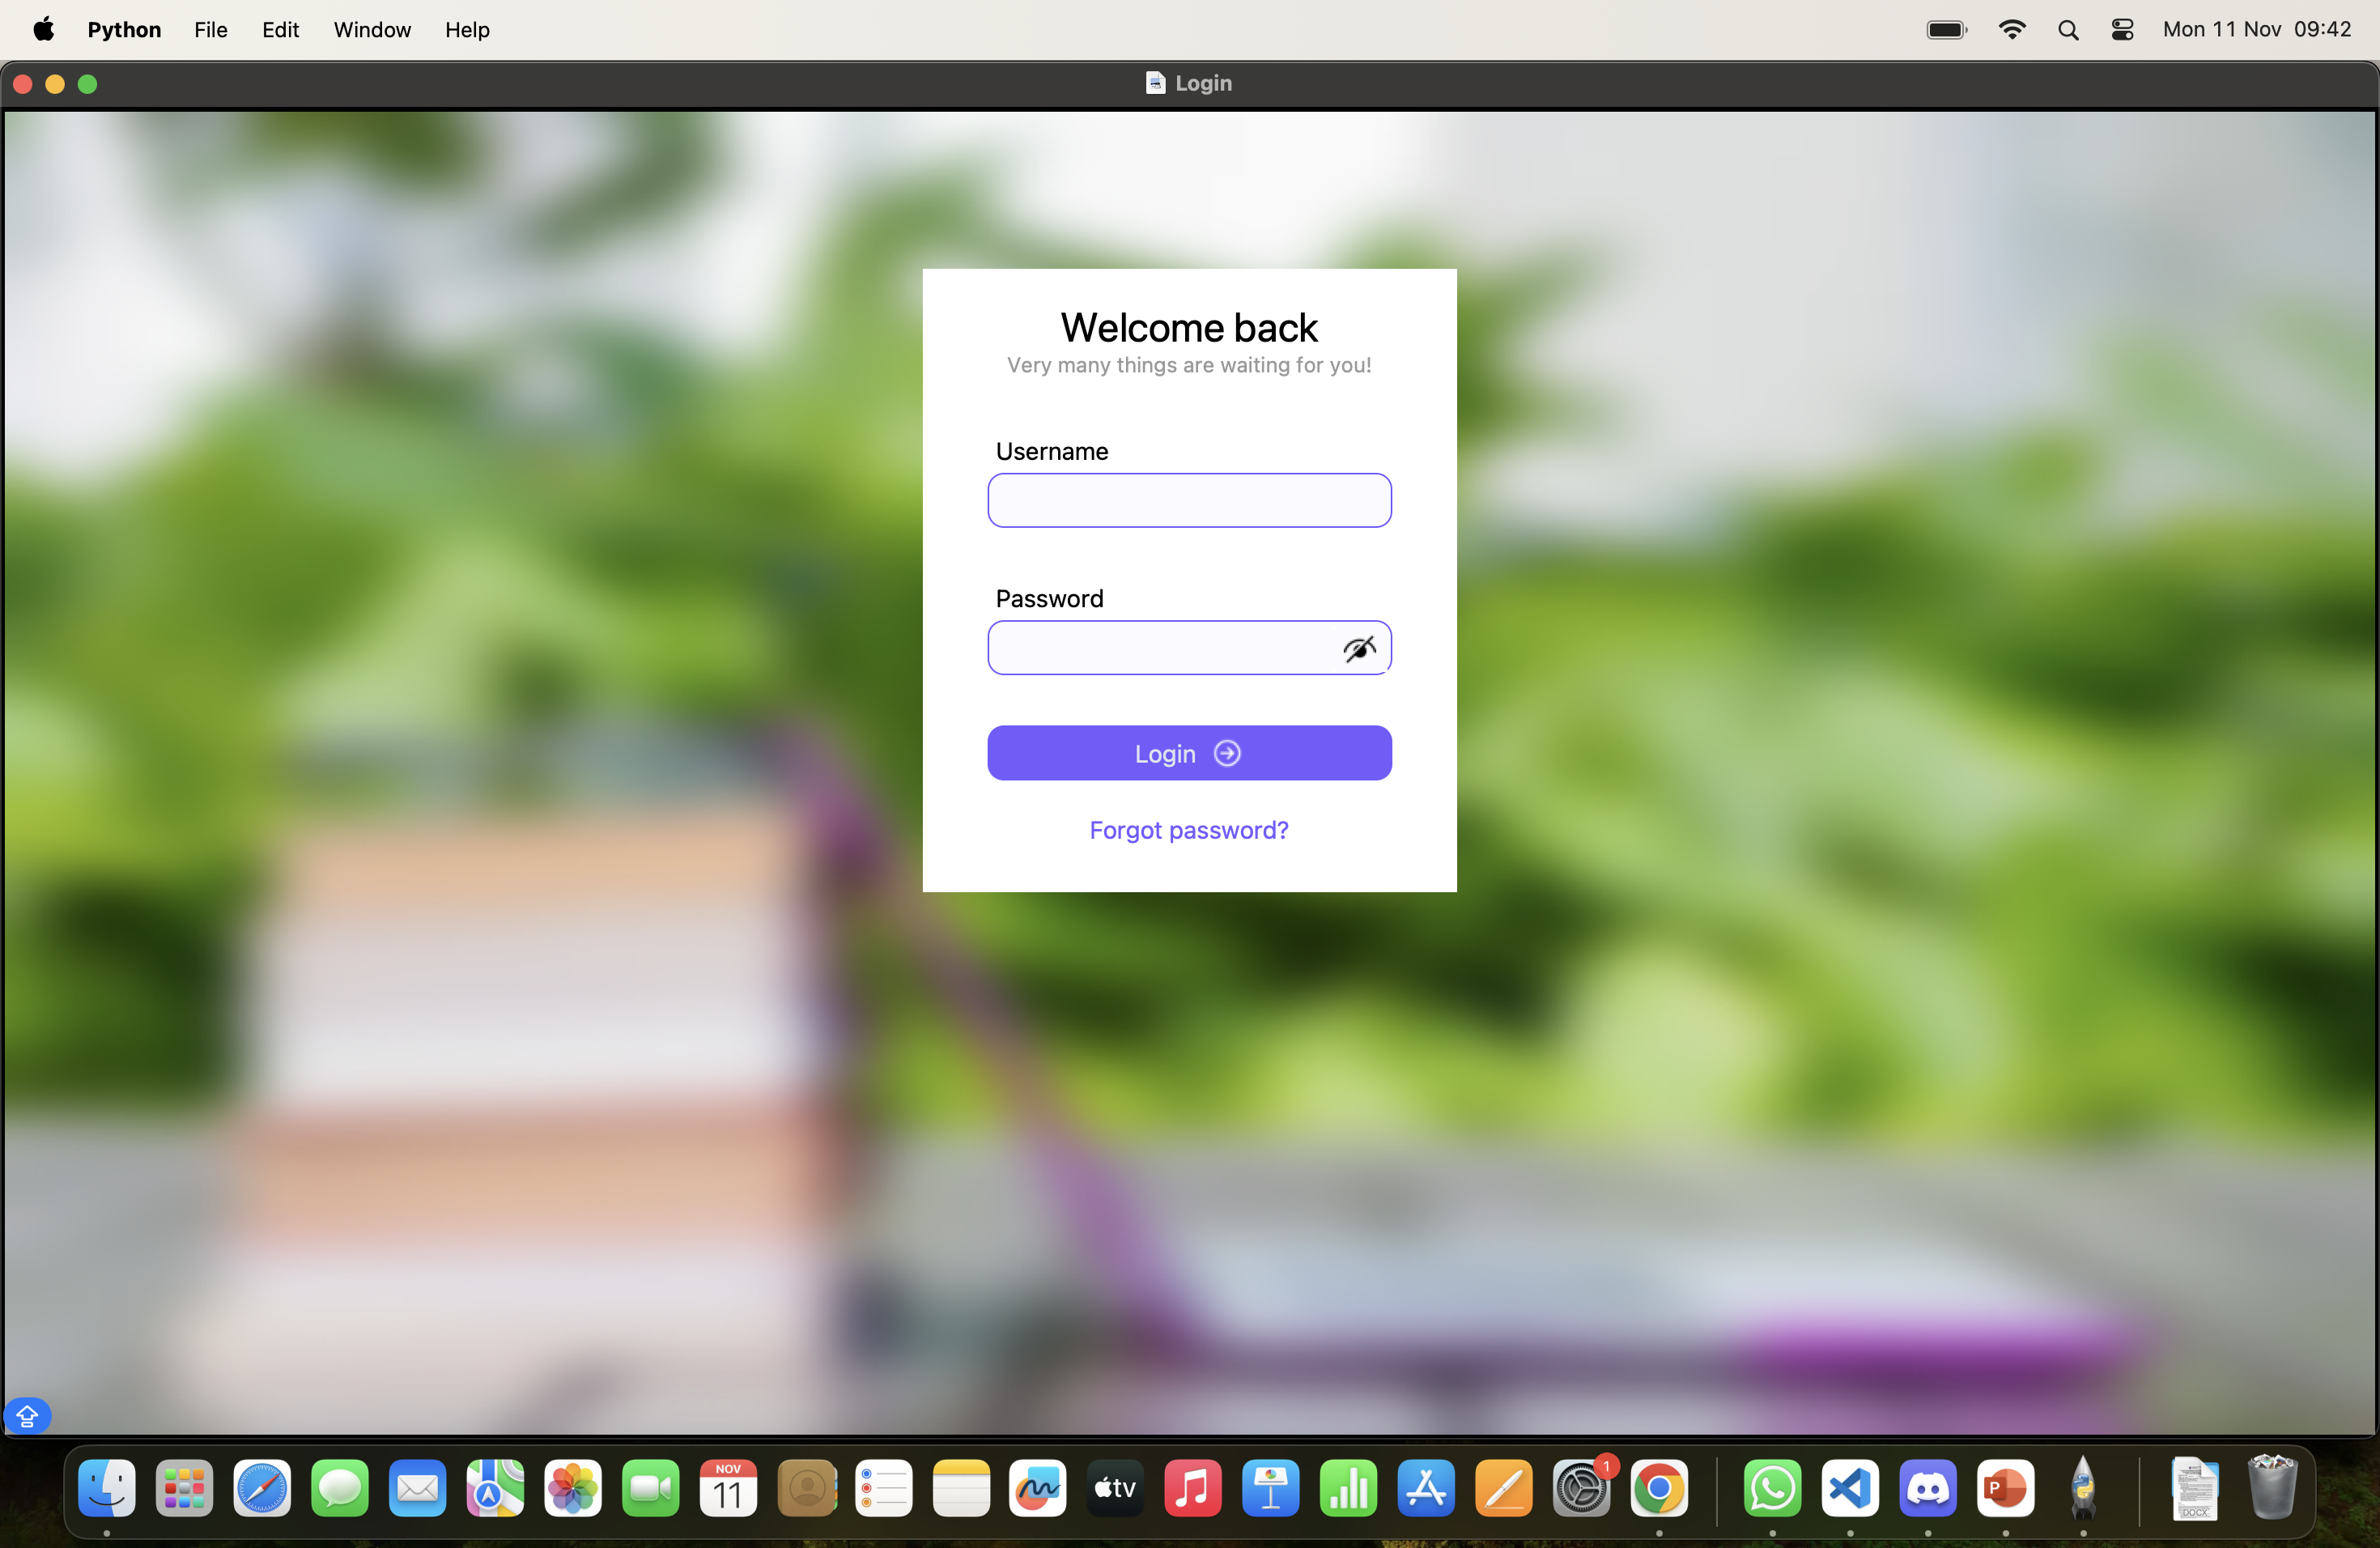 Python File Edit Window Help Mon 11 Nov 09:42
Login
Welcome back
Very many things are waiting for you!
Username
Password
Login
Forgot password?
NOV
11
tv
1
P
DOCX